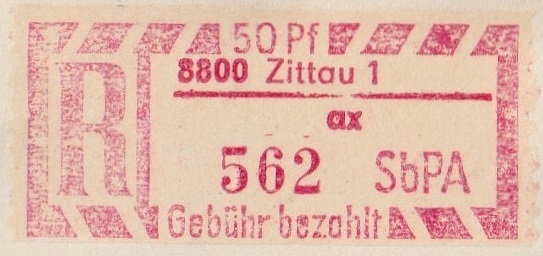 50 Pf
R
8800 Zittau 1
ax
562 SbPA
Gebühr bezahlt